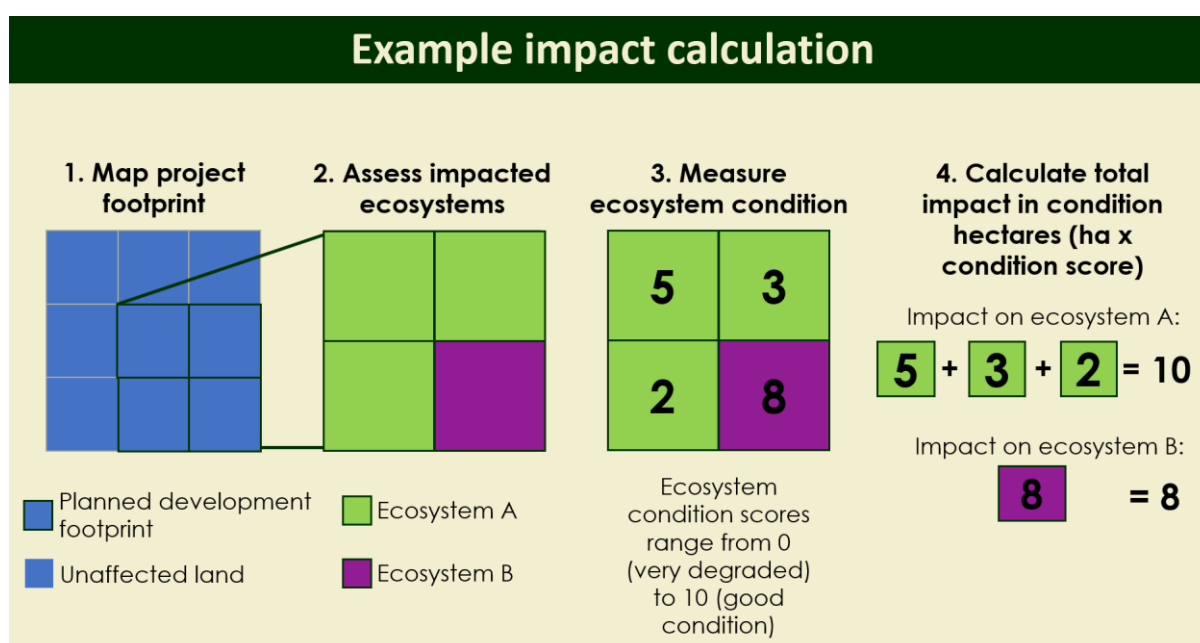 Example impact calculation
1. Map project
footprint
2. Assess impacted
ecosystems
3. Measure
ecosystem condition
4. Calculate total
impact in condition
hectares (ha x
condition score)
5 3
2 8
Impact on ecosystem A:
5 + 3 + 2 = 10
Impact on ecosystem B:
8 = 8
Planned development
footprint
Unaffected land
Ecosystem A
Ecosystem B
Ecosystem
condition scores
range from 0
(very degraded)
to 10 (good
condition)